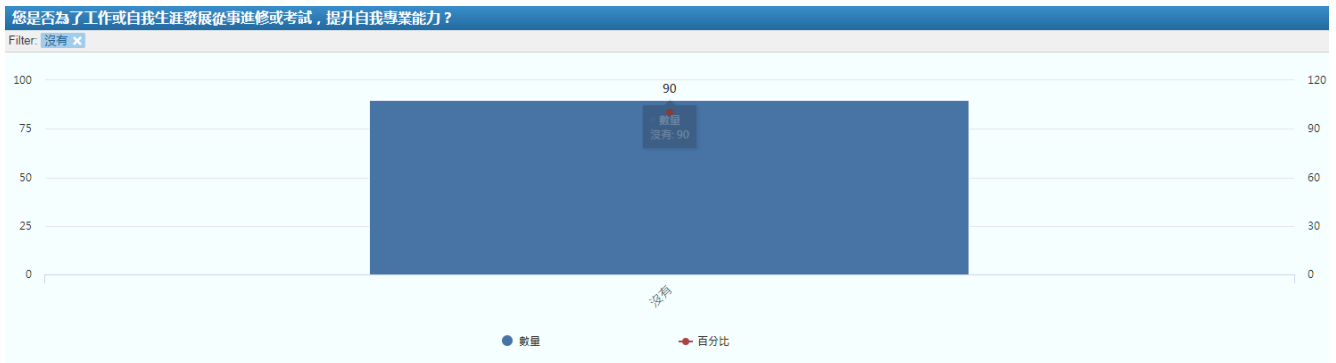 您是否為了工作或自我生涯發展從事進修或考試，提升自我專業能力？
Filter: 沒有 ×
100 120
90
數量
75 90
沒有: 90
50 60
25 30
0 0
沒有
數量 百分比